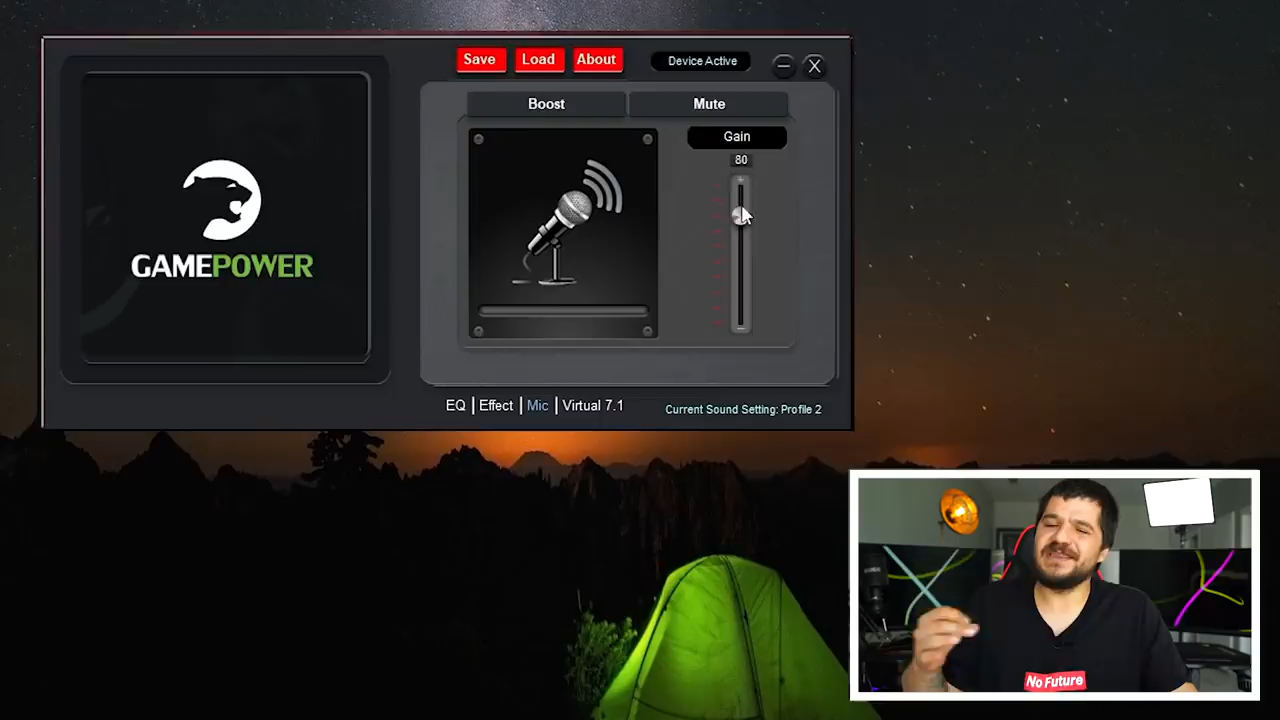 Save Load About Device Active
Boost Mute
Gain
80
GAMEPOWER
EQ | Effect | Mic | Virtual 7.1
Current Sound Setting: Profile 2
No Future